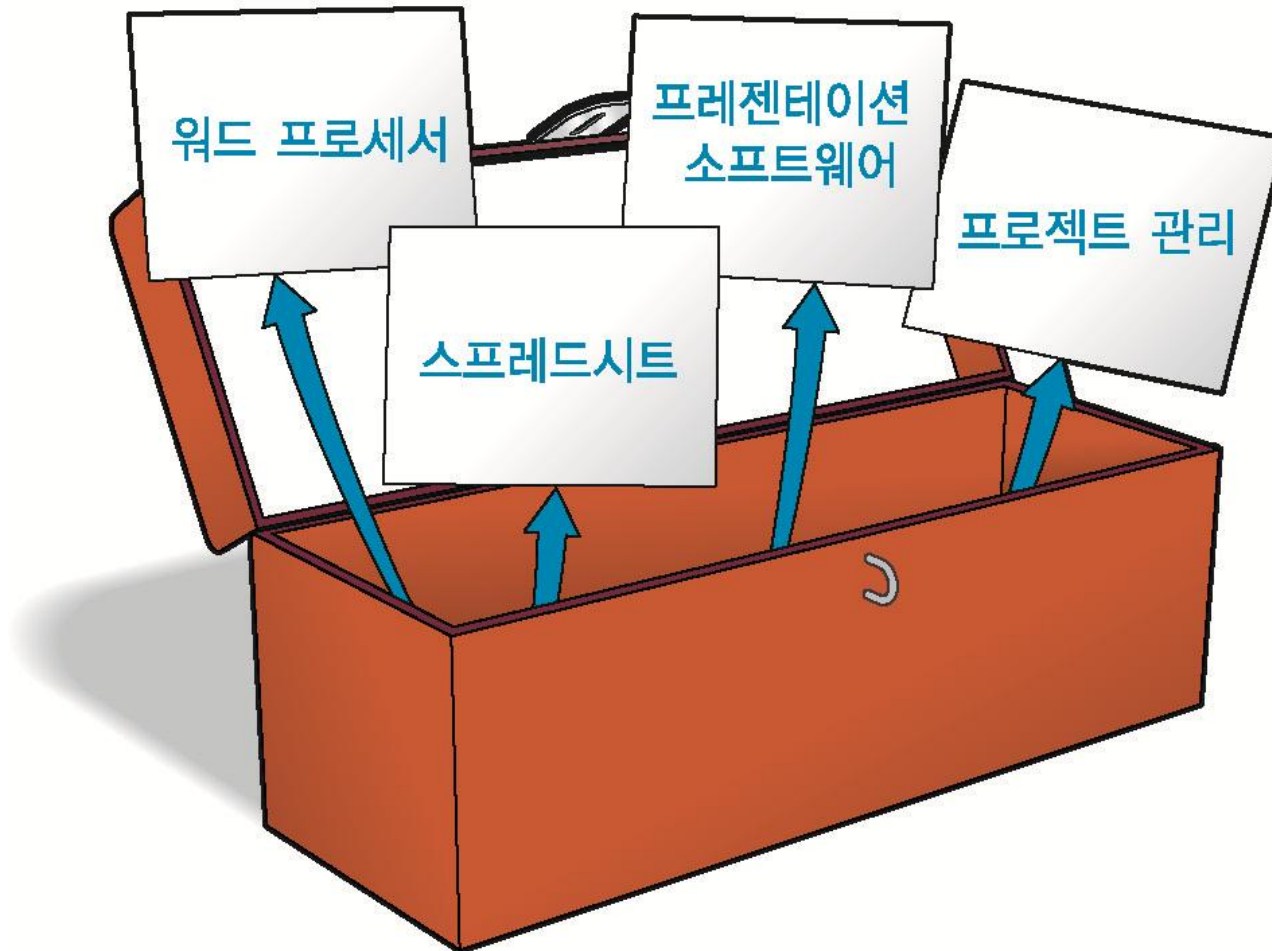 워드 프로세서
프레젠테이션
소프트웨어
프로젝트 관리
스프레드시트